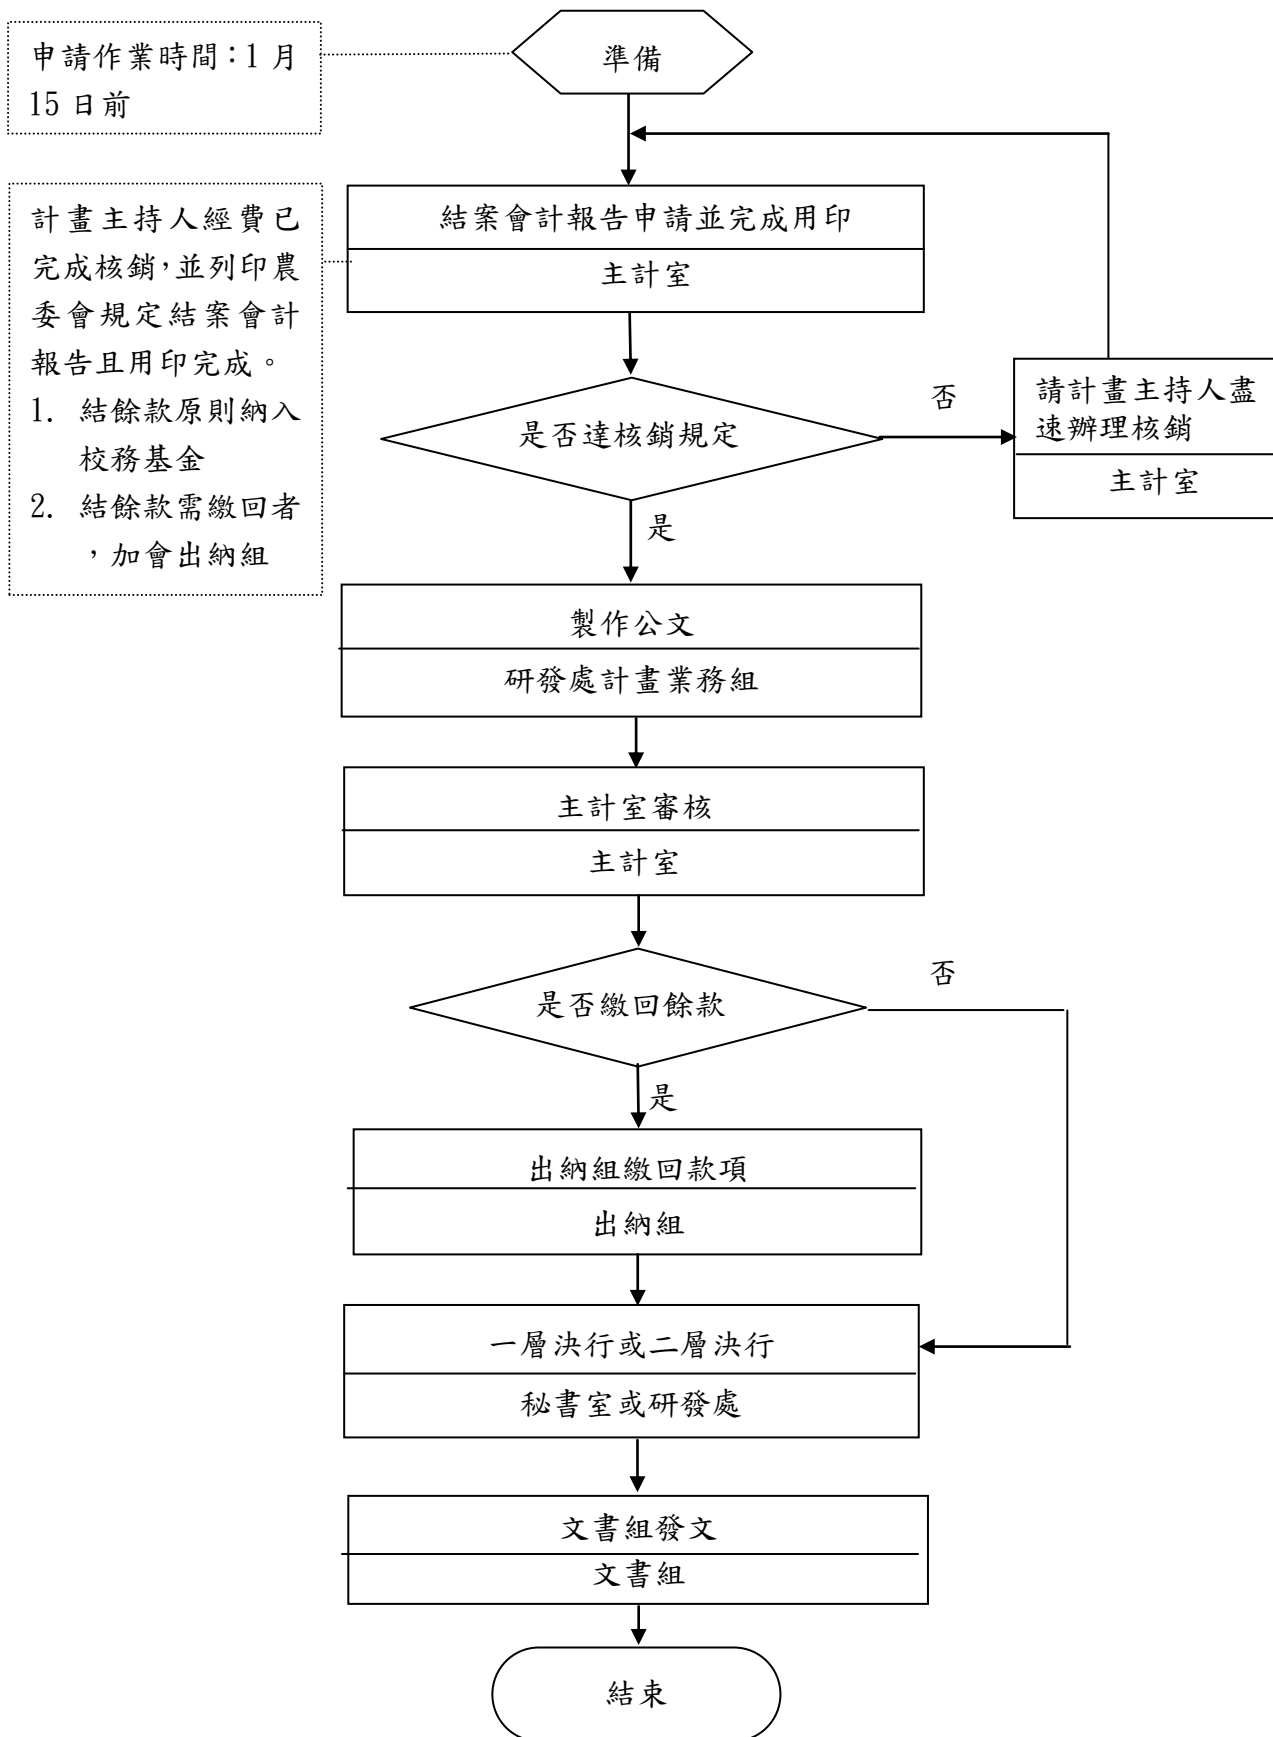 準備
申請作業時間：1 月
15 日前
計畫主持人經費已
完成核銷，並列印農
委會規定結案會計
報告且用印完成。
1. 結餘款原則納入
校務基金
2. 結餘款需繳回者
，加會出納組
結案會計報告申請並完成用印
主計室
是否達核銷規定
否
請計畫主持人盡
速辦理核銷
主計室
是
製作公文
研發處計畫業務組
主計室審核
主計室
是否繳回餘款
否
是
出納組繳回款項
出納組
一層決行或二層決行
秘書室或研發處
文書組發文
文書組
結束